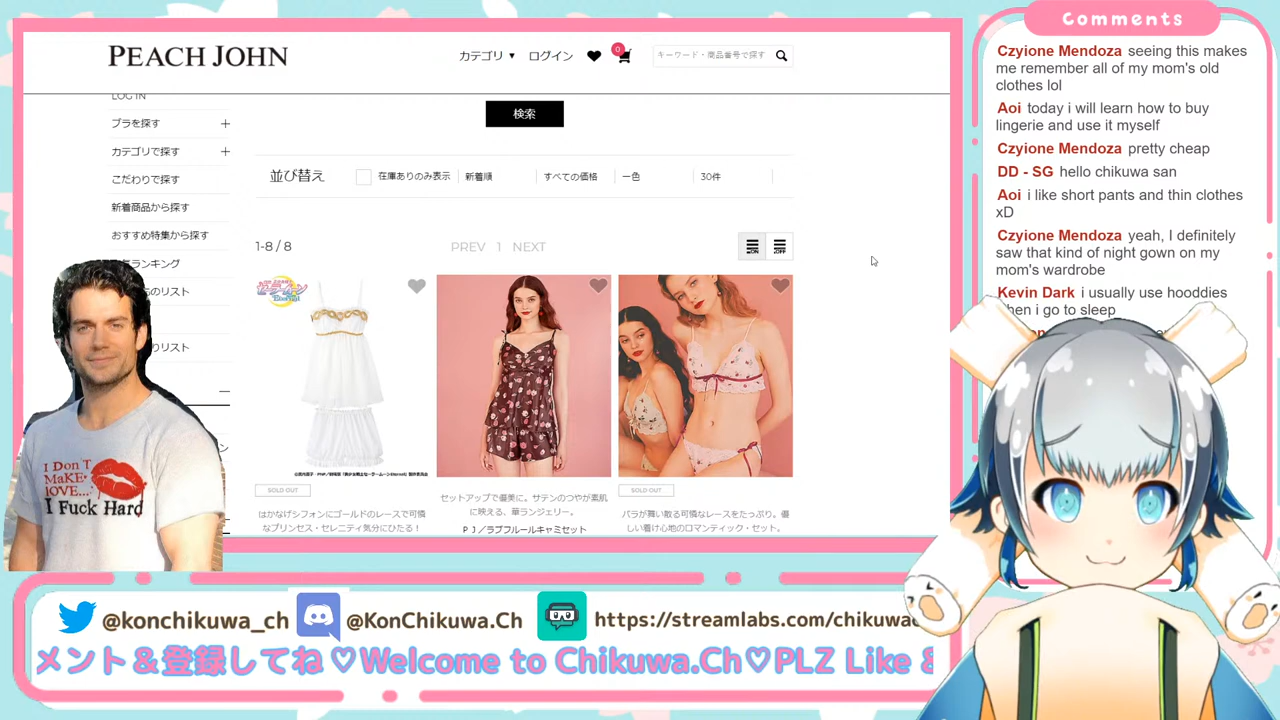 PEACH JOHN
カテゴリ ▼ ログイン 0 キーワード・商品番号で探す
LOG IN
ブラを探す +
カテゴリで探す +
こだわりで探す
新着商品から探す
おすすめ特集から探す
ランキング
のリスト
リスト
検索
並び替え 在庫ありのみ表示 新着順 すべての価格 一色 30件
1-8 / 8 PREV 1 NEXT
ON OFF
SOLD OUT
はかなげシフォンにゴールドのレースで可憐
なプリンセス・セレニティ気分にひたる!
セットアップで優美に。サテンのつやが素肌
に映える、華ランジェリー。
PJ/ラブフルールキャミセット
SOLD OUT
バラが舞い散る可憐なレースをたっぷり。優
しい着け心地のロマンティック・セット。
I DON'T
MAKE
LOVE...
I Fuck Hard
Comments
Czyione Mendoza seeing this makes
me remember all of my mom's old
clothes lol
Aoi today i will learn how to buy
lingerie and use it myself
Czyione Mendoza pretty cheap
DD - SG hello chikuwa san
Aoi i like short pants and thin clothes
xD
Czyione Mendoza yeah, I definitely
saw that kind of night gown on my
mom's wardrobe
Kevin Dark i usually use hooddies
when i go to sleep
@konchikuwa_ch @KonChikuwa.Ch https://streamlabs.com/chikuwac
メント&登録してね♡Welcome to Chikuwa.Ch♡PLZ Like &